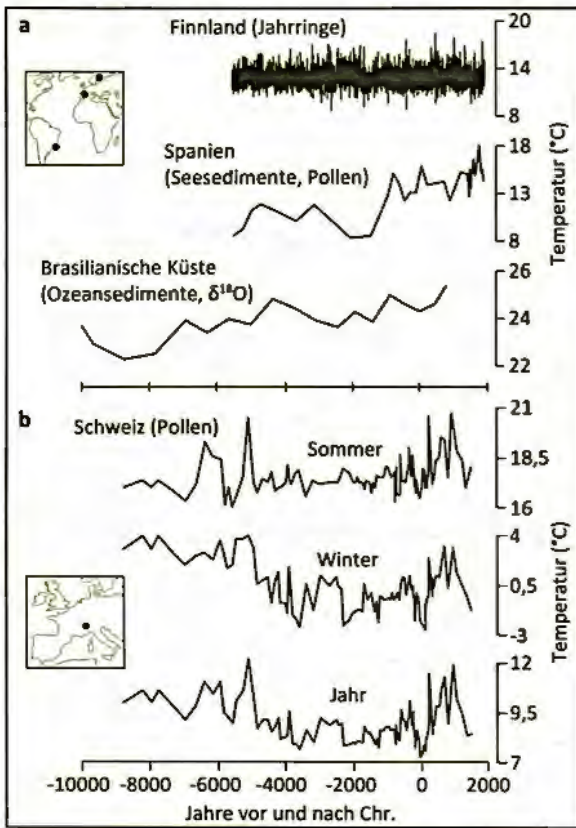 a
Finnland (Jahrringe)
20
14
8
Spanien
(Seesedimente, Pollen)
18
13
8
Temperatur (°C)
Brasilianische Küste
(Ozeansedimente, δ¹⁸O)
26
24
22
b
Schweiz (Pollen)
Sommer
21
18,5
16
Winter
4
0,5
-3
Temperatur (°C)
Jahr
12
9,5
7
-10000 -8000 -6000 -4000 -2000 0 2000
Jahre vor und nach Chr.